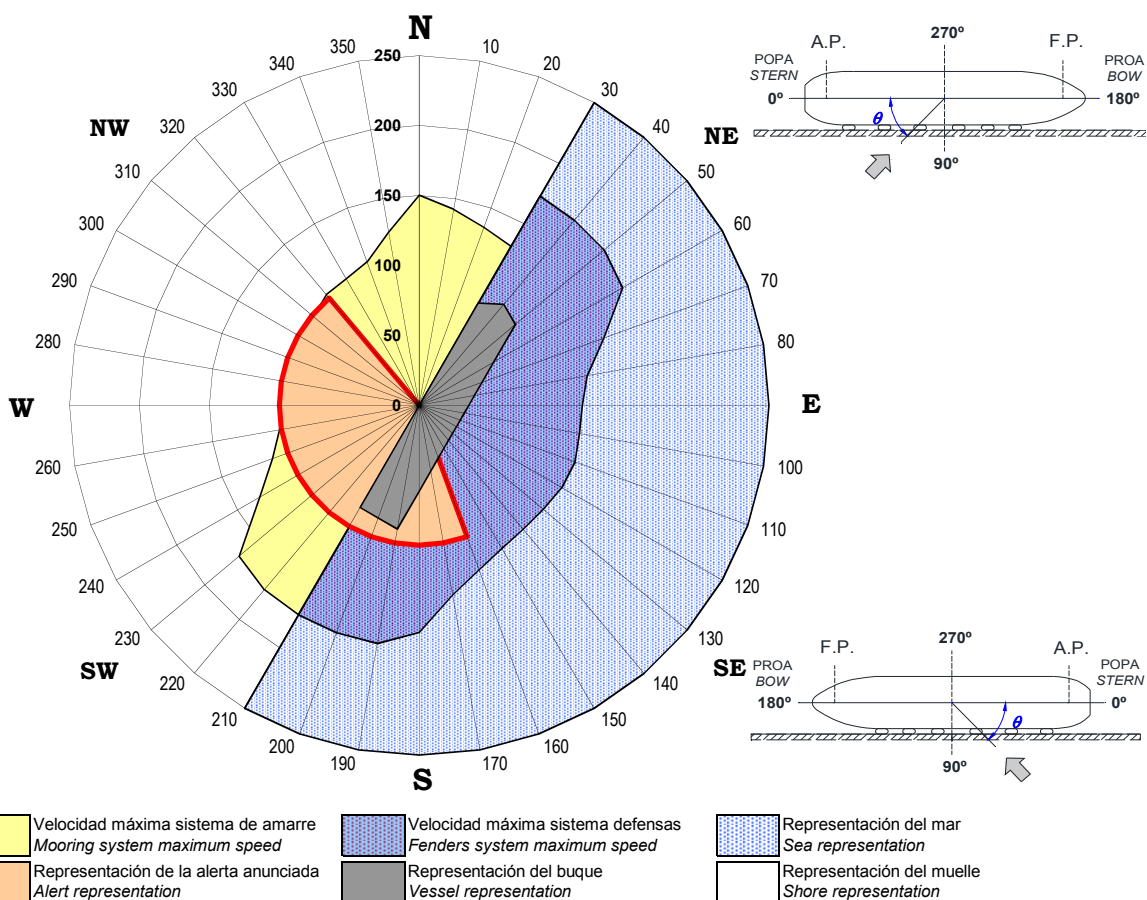 N
250
200
150
100
50
0
10
20
30
40
50
60
70
80
100
110
120
130
140
150
160
170
190
200
210
220
230
240
250
260
280
290
300
310
320
330
340
350
NE
E
SE
S
SW
W
NW
270º
A.P.
F.P.
POPA
STERN
PROA
BOW
0º
180º
θ
90º
270º
F.P.
A.P.
PROA
BOW
POPA
STERN
180º
0º
θ
90º
Velocidad máxima sistema de amarre
Mooring system maximum speed
Velocidad máxima sistema defensas
Fenders system maximum speed
Representación del mar
Sea representation
Representación de la alerta anunciada
Alert representation
Representación del buque
Vessel representation
Representación del muelle
Shore representation